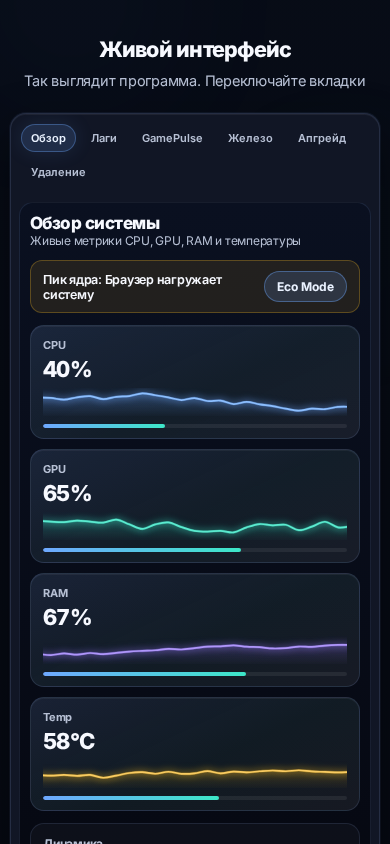 Живой интерфейс
Так выглядит программа. Переключайте вкладки
Обзор
Лаги
GamePulse
Железо
Апгрейд
Удаление
Обзор системы
Живые метрики CPU, GPU, RAM и температуры
Пик ядра: Браузер нагружает
систему
Eco Mode
CPU
40%
GPU
65%
RAM
67%
Temp
58°C
Динамика